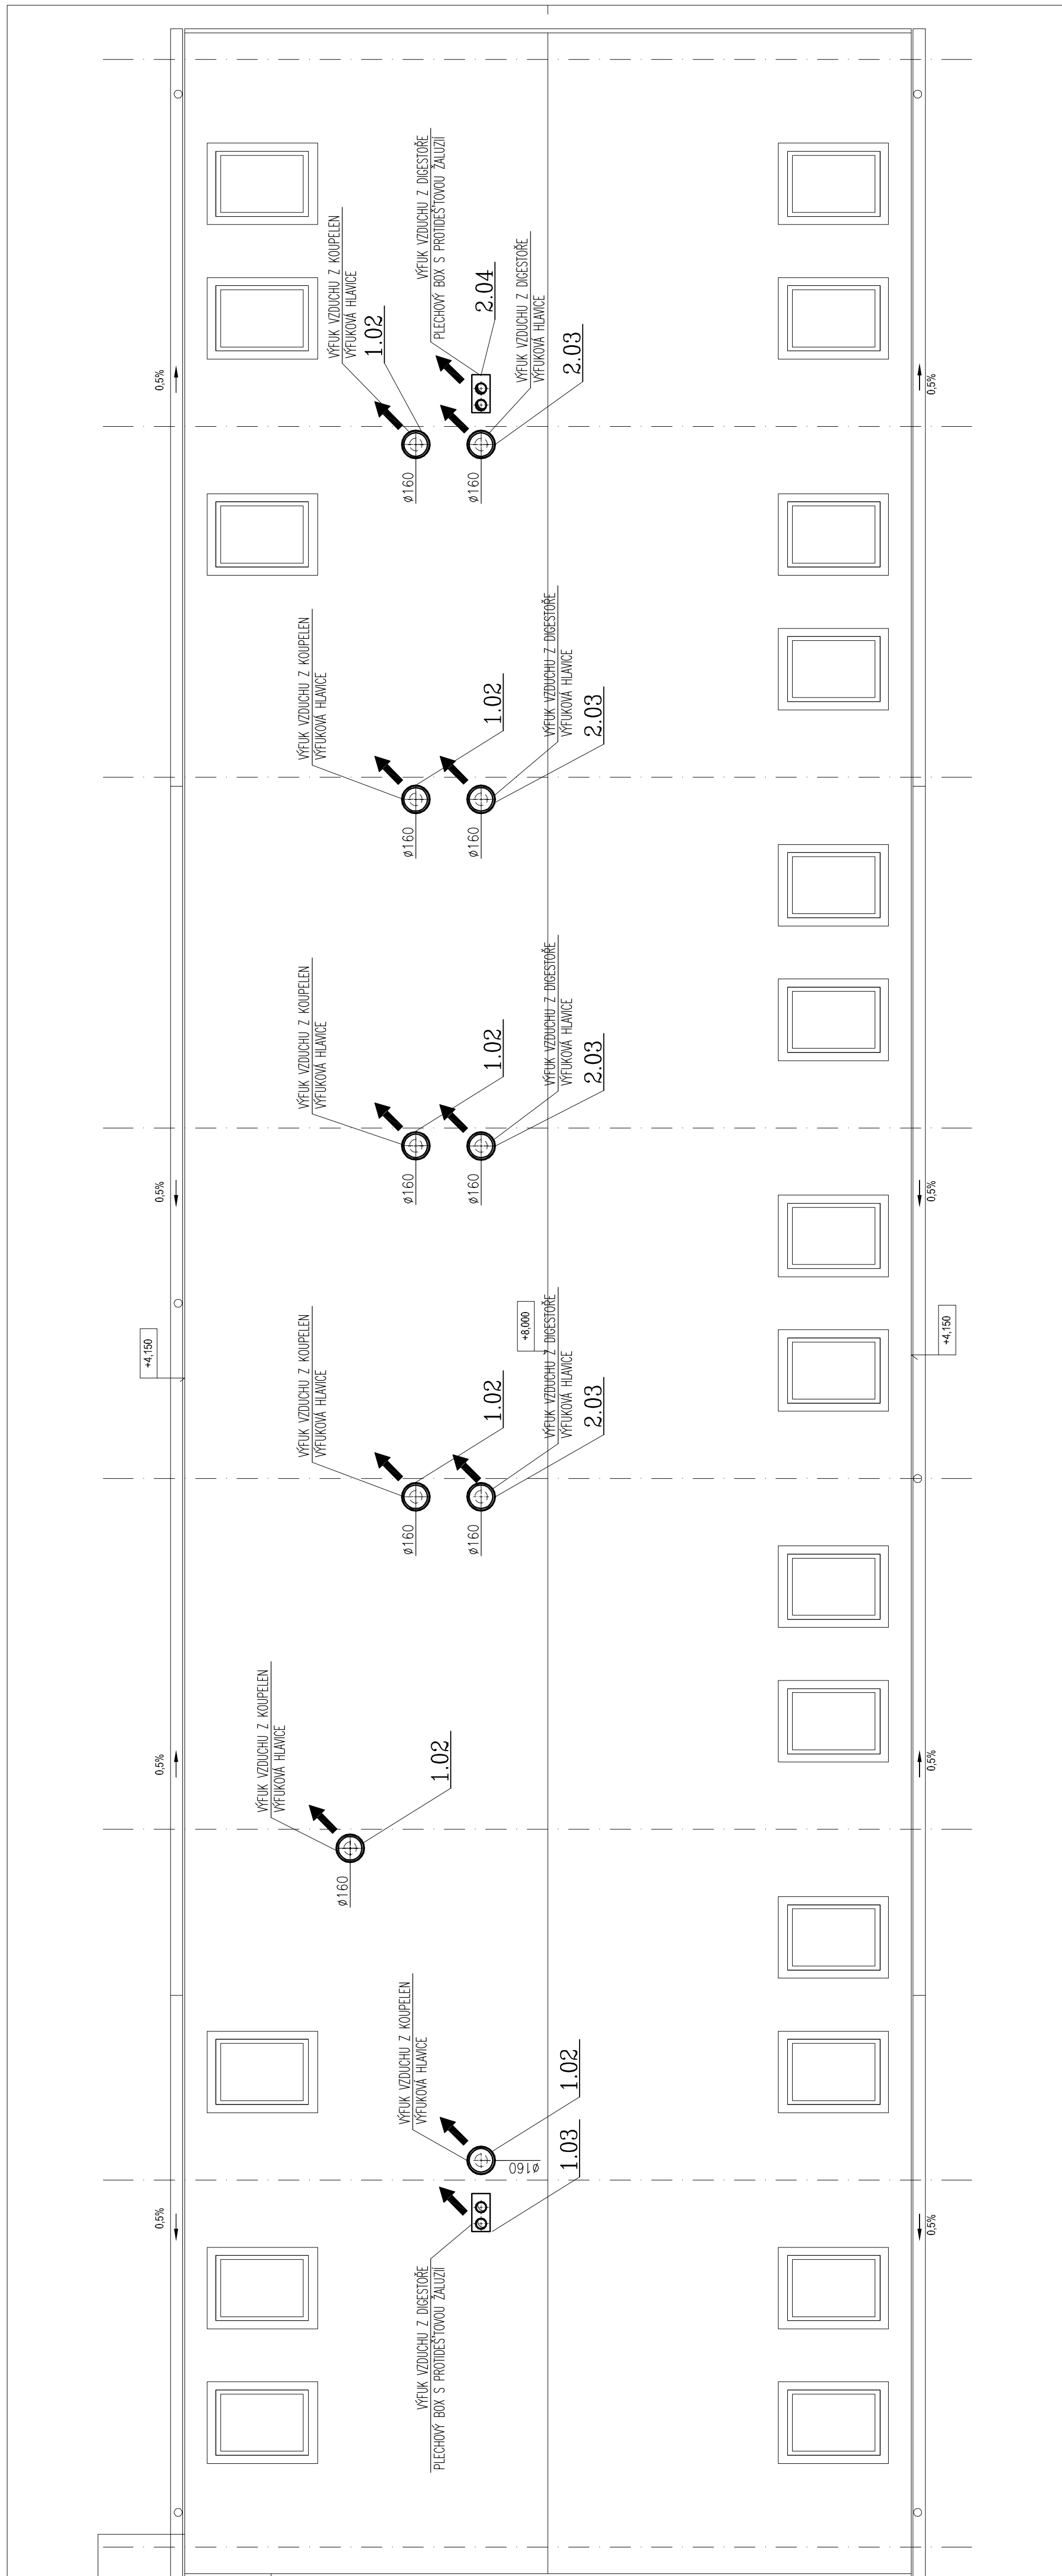 VÝFUK VZDUCHU Z DIGESTOŘE
PLECHOVÝ BOX S PROTIDEŠŤOVOU ŽALUZIÍ
2.04
VÝFUK VZDUCHU Z KOUPELEN
VÝFUKOVÁ HLAVICE
1.02
VÝFUK VZDUCHU Z DIGESTOŘE
VÝFUKOVÁ HLAVICE
2.03
0,5%
0,5%
ø160
ø160
VÝFUK VZDUCHU Z KOUPELEN
VÝFUKOVÁ HLAVICE
1.02
VÝFUK VZDUCHU Z DIGESTOŘE
VÝFUKOVÁ HLAVICE
2.03
ø160
ø160
VÝFUK VZDUCHU Z KOUPELEN
VÝFUKOVÁ HLAVICE
1.02
VÝFUK VZDUCHU Z DIGESTOŘE
VÝFUKOVÁ HLAVICE
2.03
ø160
ø160
0,5%
0,5%
+4,150
+8,000
+4,150
VÝFUK VZDUCHU Z KOUPELEN
VÝFUKOVÁ HLAVICE
1.02
VÝFUK VZDUCHU Z DIGESTOŘE
VÝFUKOVÁ HLAVICE
2.03
ø160
ø160
VÝFUK VZDUCHU Z KOUPELEN
VÝFUKOVÁ HLAVICE
1.02
0,5%
0,5%
ø160
VÝFUK VZDUCHU Z KOUPELEN
VÝFUKOVÁ HLAVICE
1.02
1.03
ø160
0,5%
0,5%
VÝFUK VZDUCHU Z DIGESTOŘE
PLECHOVÝ BOX S PROTIDEŠŤOVOU ŽALUZIÍ